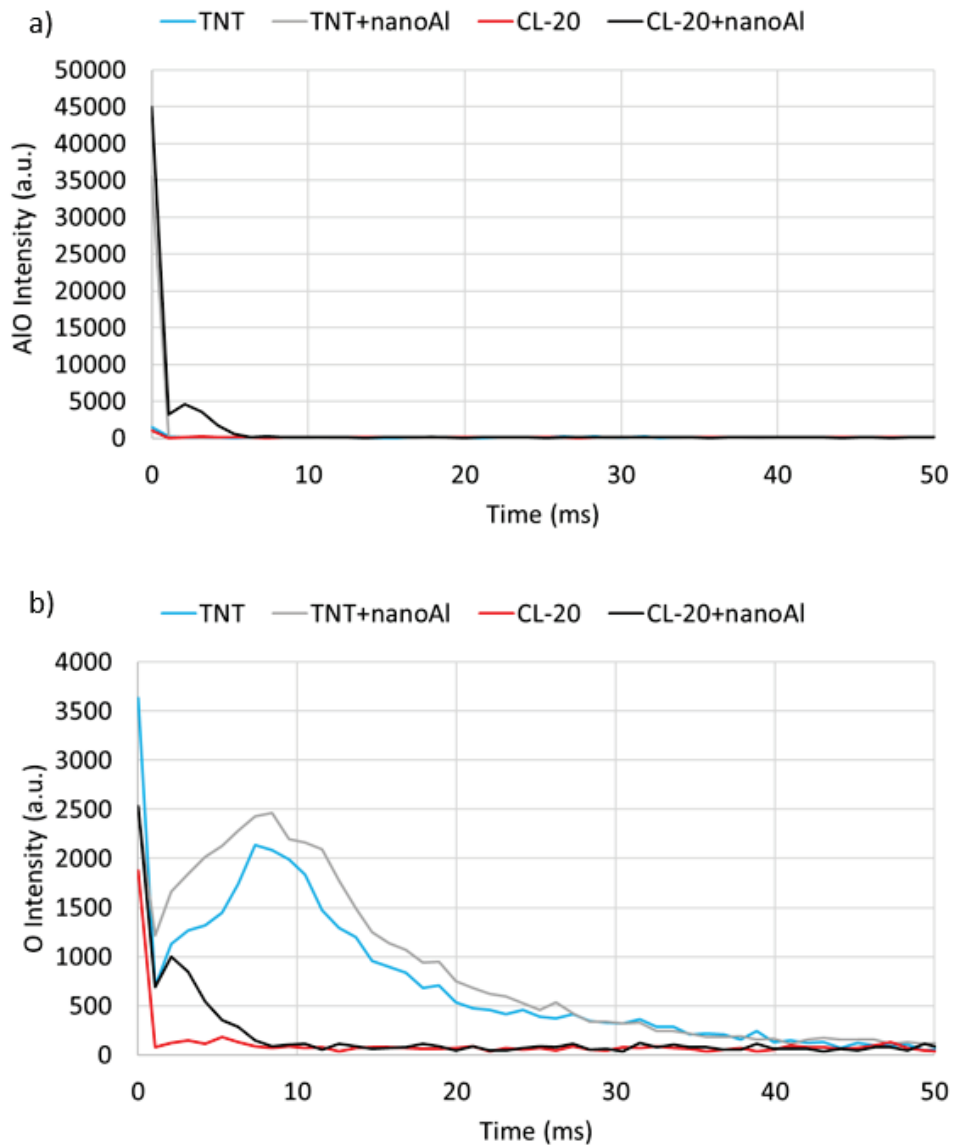 a)
TNT TNT+nanoAl CL-20 CL-20+nanoAl
50000
45000
40000
35000
30000
25000
20000
15000
10000
5000
0
AlO Intensity (a.u.)
0 10 20 30 40 50
Time (ms)
b)
TNT TNT+nanoAl CL-20 CL-20+nanoAl
4000
3500
3000
2500
2000
1500
1000
500
0
O Intensity (a.u.)
0 10 20 30 40 50
Time (ms)